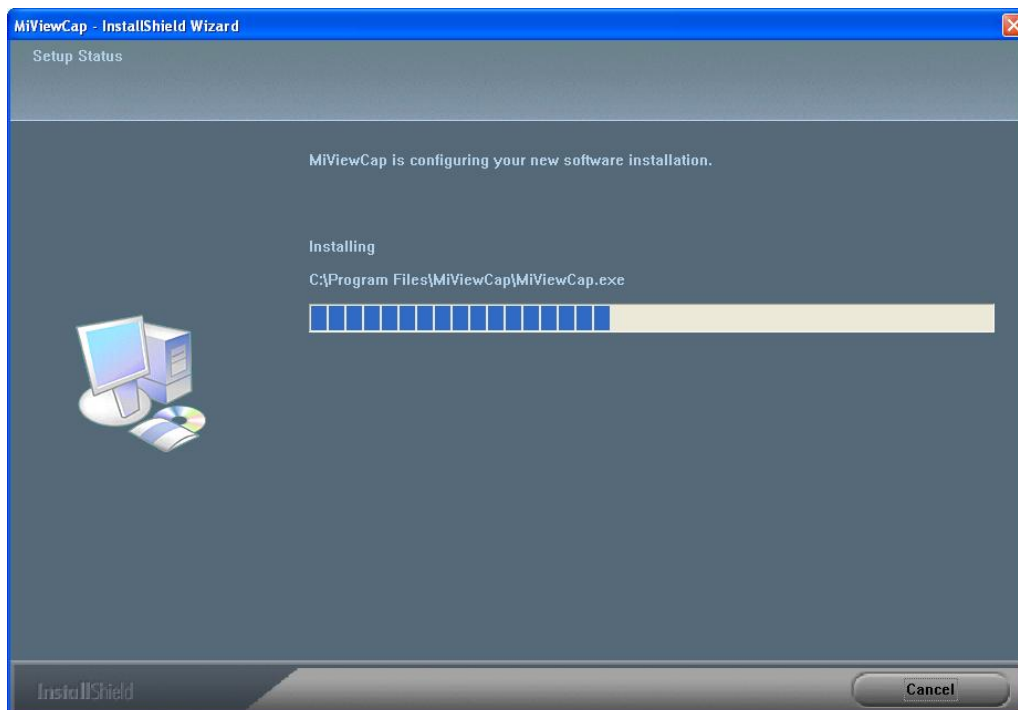 MiViewCap - InstallShield Wizard
Setup Status
MiViewCap is configuring your new software installation.
Installing
C:\Program Files\MiViewCap\MiViewCap.exe
InstallShield
Cancel